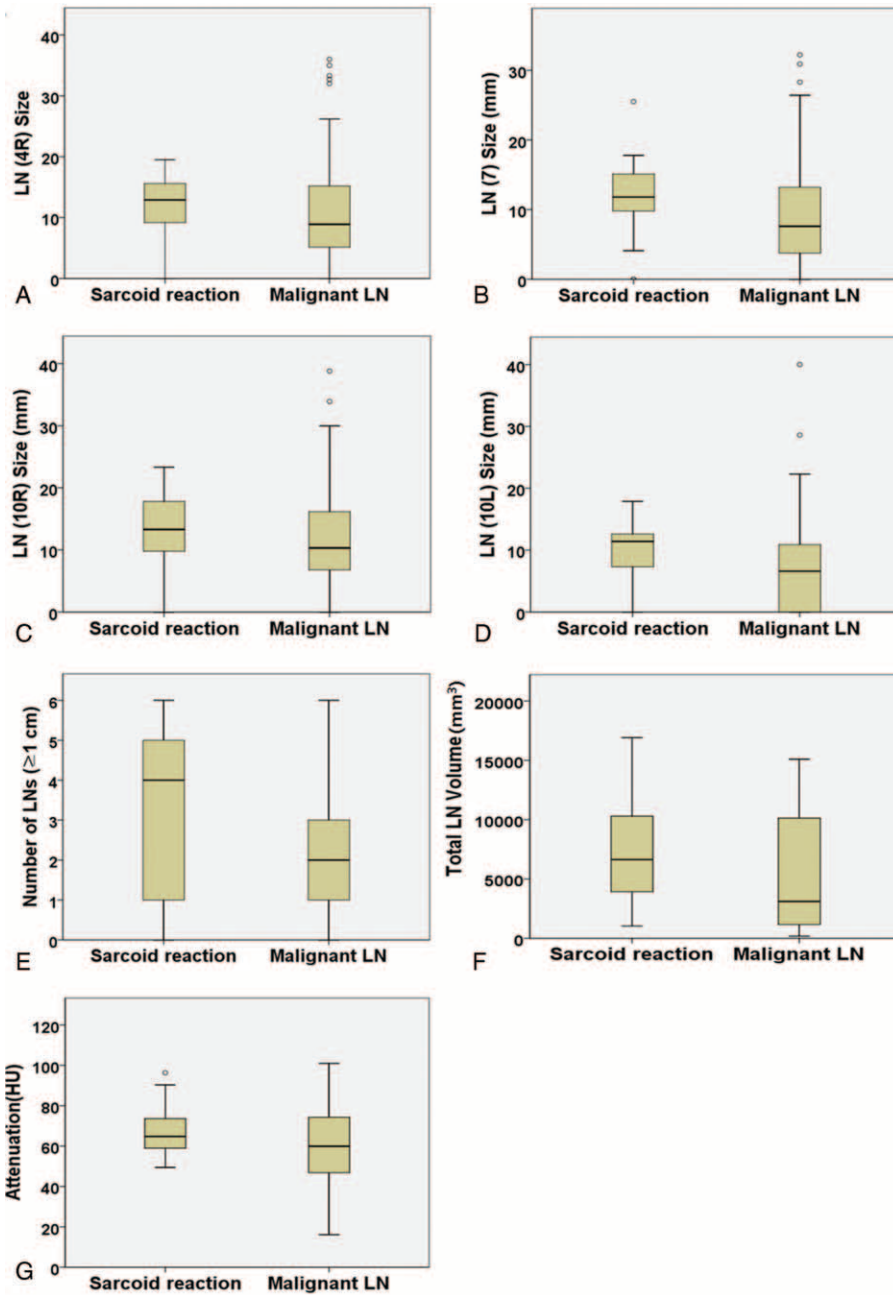 LN (4R) Size
40
30
20
10
0
Sarcoid reaction Malignant LN
A
LN (7) Size (mm)
30
20
10
0
Sarcoid reaction Malignant LN
B
LN (10R) Size (mm)
40
30
20
10
0
Sarcoid reaction Malignant LN
C
LN (10L) Size (mm)
40
30
20
10
0
Sarcoid reaction Malignant LN
D
Number of LNs (≥1 cm)
6
5
4
3
2
1
0
Sarcoid reaction Malignant LN
E
Total LN Volume (mm³)
20000
15000
10000
5000
0
Sarcoid reaction Malignant LN
F
Attenuation(HU)
120
100
80
60
40
20
0
Sarcoid reaction Malignant LN
G